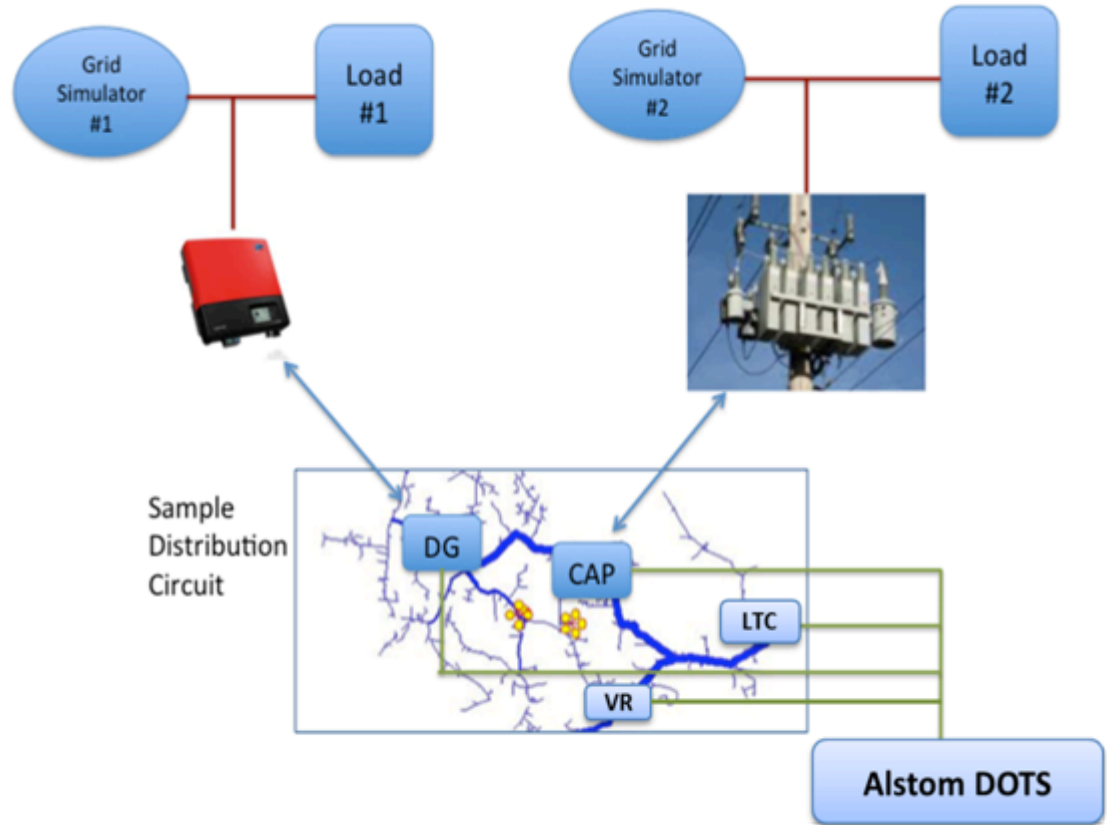 Grid
Simulator
#1
Load
#1
Grid
Simulator
#2
Load
#2
Sample
Distribution
Circuit
DG
CAP
LTC
VR
Alstom DOTS